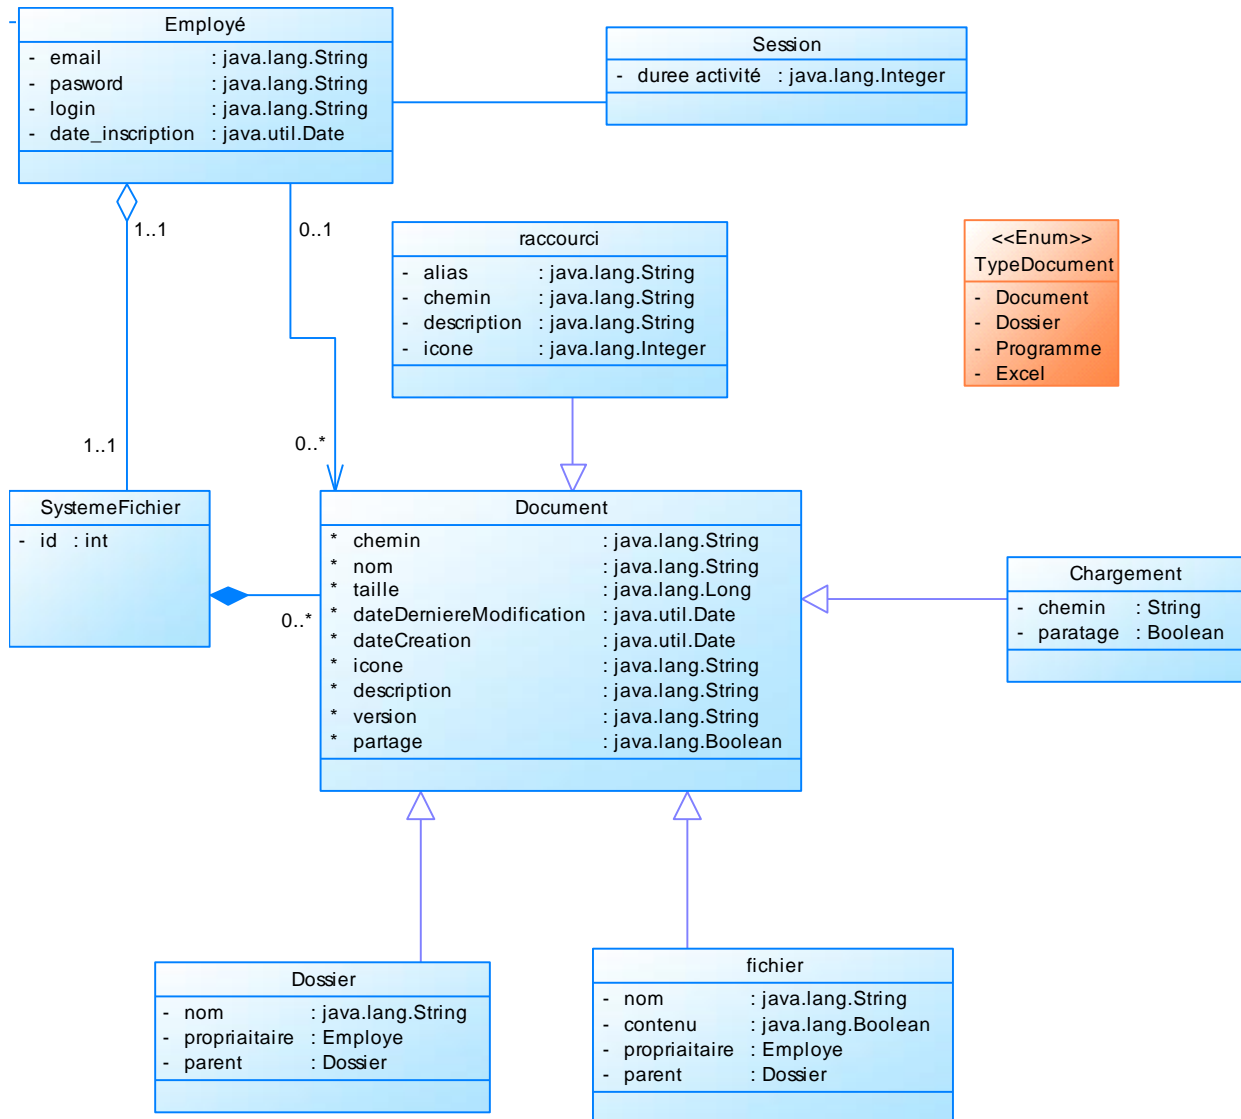 Employé
- email : java.lang.String
- pasword : java.lang.String
- login : java.lang.String
- date_inscription : java.util.Date
Session
- duree activité : java.lang.Integer
1..1
0..1
raccourci
- alias : java.lang.String
- chemin : java.lang.String
- description : java.lang.String
- icone : java.lang.Integer
<<Enum>>
TypeDocument
- Document
- Dossier
- Programme
- Excel
1..1
0..*
SystemeFichier
- id : int
0..*
Document
* chemin : java.lang.String
* nom : java.lang.String
* taille : java.lang.Long
* dateDerniereModification : java.util.Date
* dateCreation : java.util.Date
* icone : java.lang.String
* description : java.lang.String
* version : java.lang.String
* partage : java.lang.Boolean
Chargement
- chemin : String
- paratage : Boolean
Dossier
- nom : java.lang.String
- propriaitaire : Employe
- parent : Dossier
fichier
- nom : java.lang.String
- contenu : java.lang.Boolean
- propriaitaire : Employe
- parent : Dossier